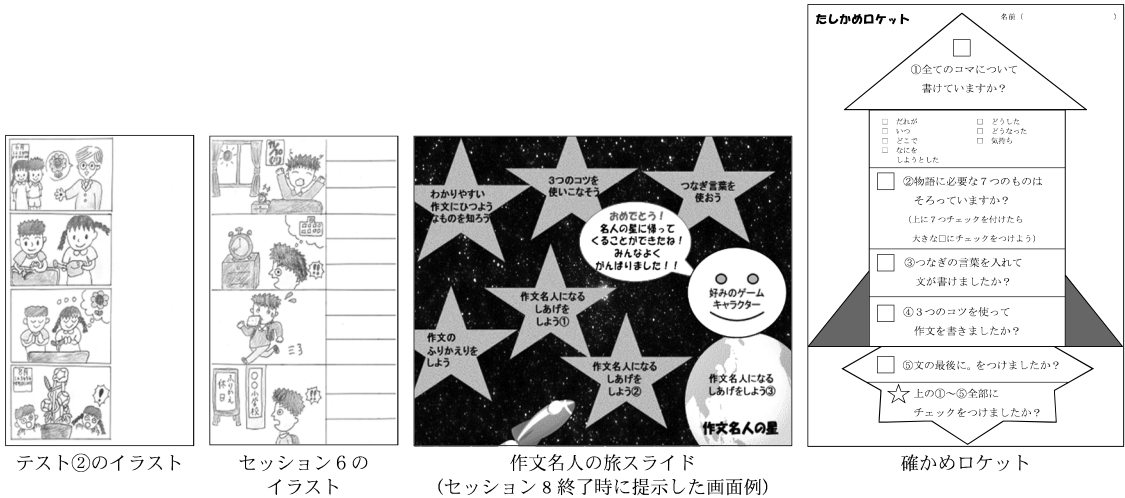 わかりやすい
作文にひつよう
なものを知ろう
3つのコツを
使いこなそう
つなぎ言葉を
使おう
おめでとう!
名人の星に帰って
くることができたね!
みんなよく
がんばりました!!
好みのゲーム
キャラクター
作文名人になる
しあげを
しよう①
作文の
ふりかえりを
しよう
作文名人になる
しあげを
しよう②
作文名人になる
しあげをしよう③
作文名人の星
ふりかえ
休日
〇〇小学校
たしかめロケット
名前(                )
①全てのコマについて
書けていますか?
□ だれが
□ いつ
□ どこで
□ なにを
しようとした
□ どうした
□ どうなった
□ 気持ち
②物語に必要な7つのものは
そろっていますか?
(上に7つチェックを付けたら
大きな□にチェックをつけよう)
③つなぎの言葉を入れて
文が書けましたか?
④3つのコツを使って
作文を書きましたか?
⑤文の最後に。をつけましたか?
上の①~⑤全部に
チェックをつけましたか?
テスト②のイラスト
セッション6の
イラスト
作文名人の旅スライド
(セッション8終了時に提示した画面例)
確かめロケット